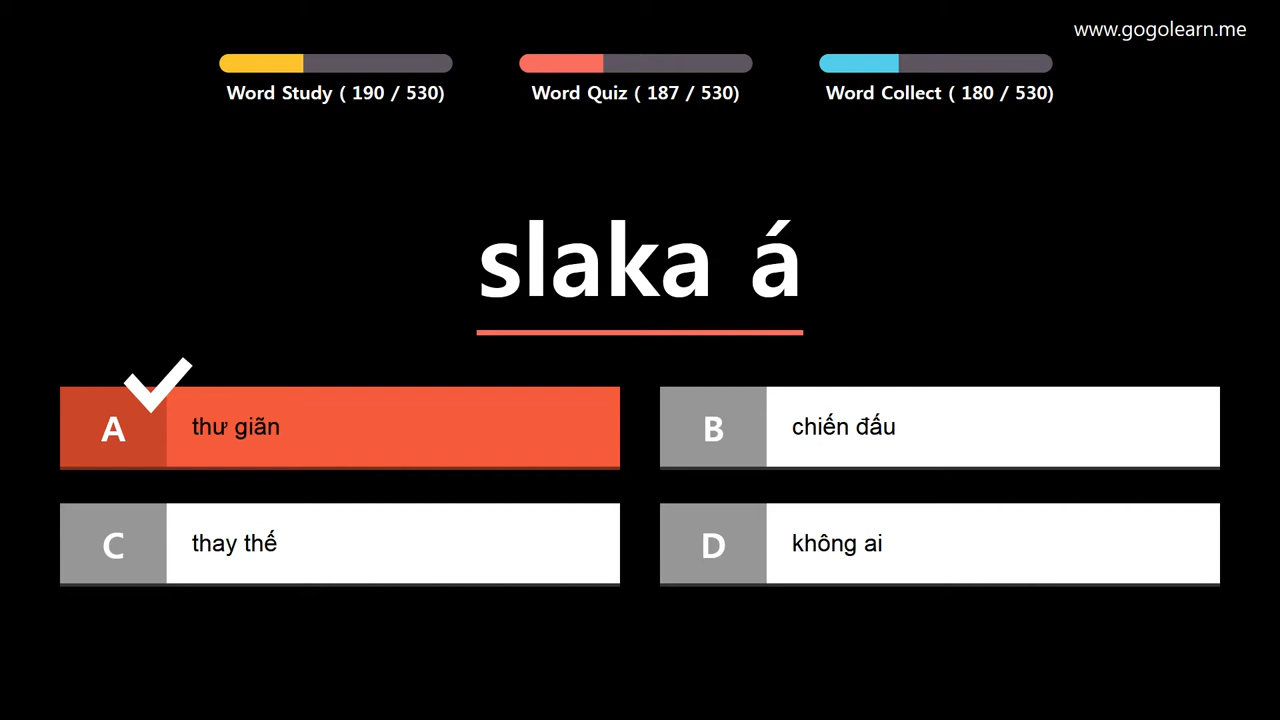 www.gogolearn.me
Word Study ( 190 / 530)
Word Quiz ( 187 / 530)
Word Collect ( 180 / 530)
slaka á
A thư giãn
B chiến đấu
C thay thế
D không ai